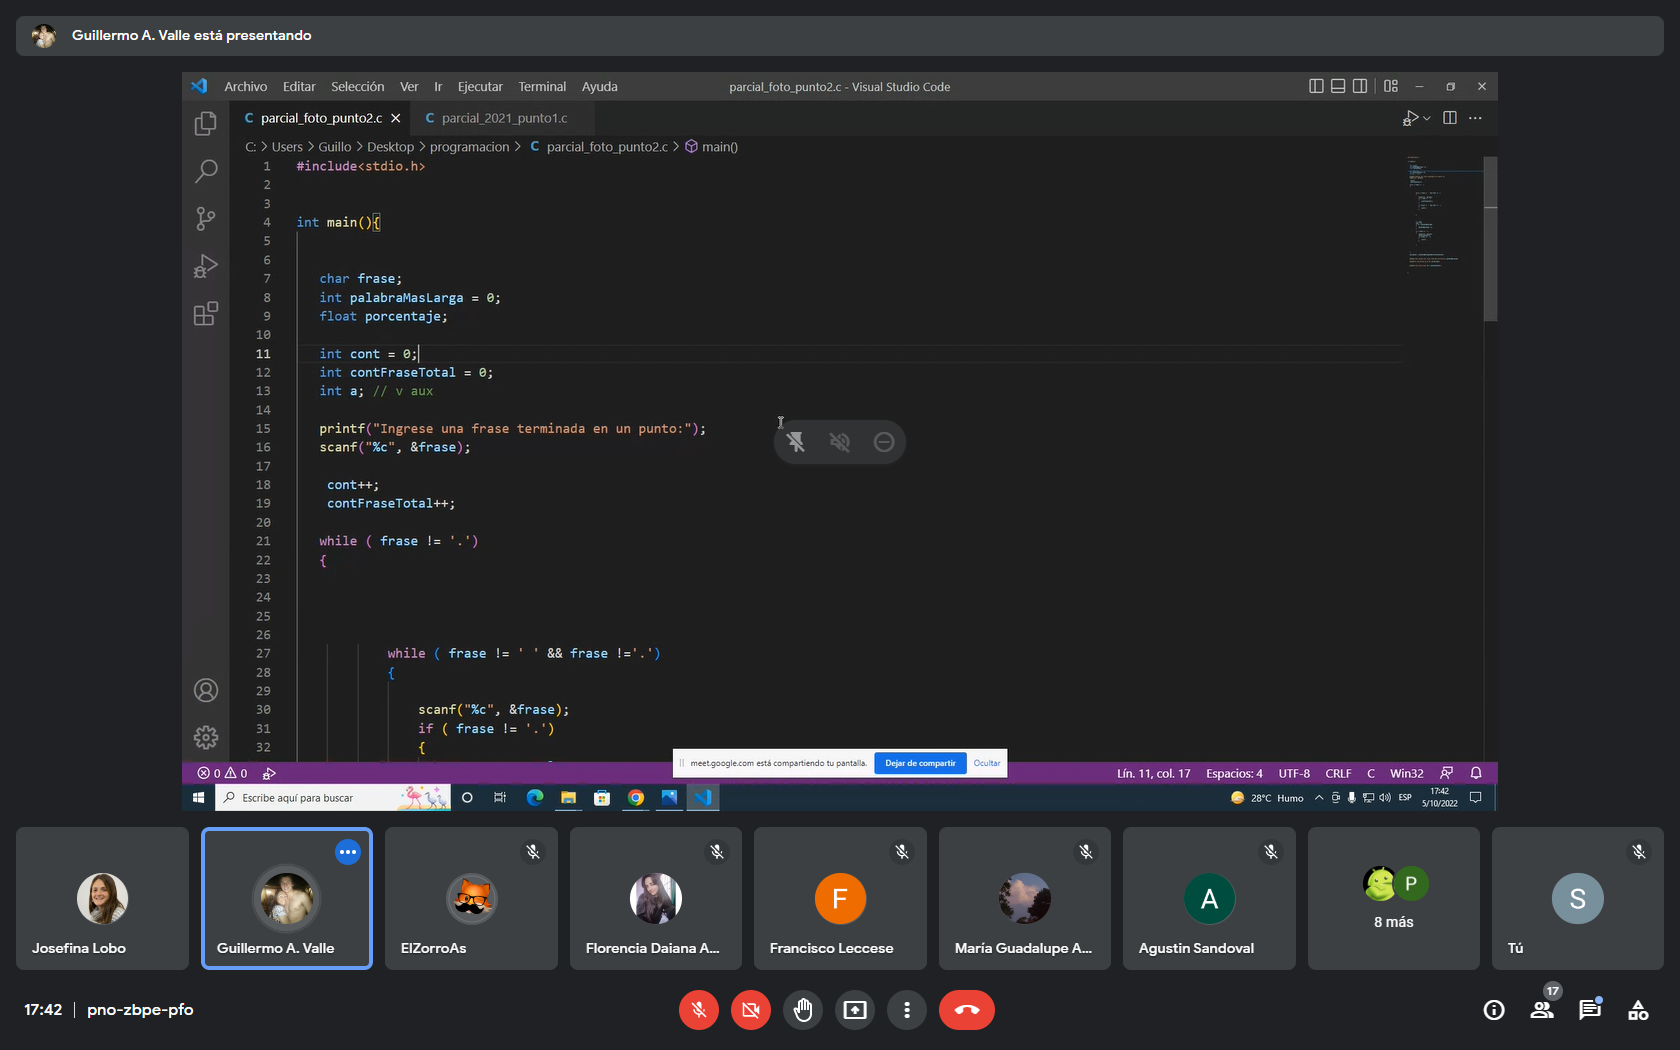 Guillermo A. Valle está presentando
Archivo Editar Selección Ver Ir Ejecutar Terminal Ayuda
parcial_foto_punto2.c - Visual Studio Code
C parcial_foto_punto2.c
C parcial_2021_punto1.c
C: > Users > Guillo > Desktop > programacion > C parcial_foto_punto2.c > main()
1 #include<stdio.h>
2
3
4 int main(){
5
6
7 char frase;
8 int palabraMasLarga = 0;
9 float porcentaje;
10
11 int cont = 0;
12 int contFraseTotal = 0;
13 int a; // v aux
14
15 printf("Ingrese una frase terminada en un punto:");
16 scanf("%c", &frase);
17
18 cont++;
19 contFraseTotal++;
20
21 while ( frase != '.')
22 {
23
24
25
26
27 while ( frase != ' ' && frase !='.')
28 {
29
30 scanf("%c", &frase);
31 if ( frase != '.')
32 {
meet.google.com está compartiendo tu pantalla. Dejar de compartir Ocultar
0 0
Lín. 11, col. 17 Espacios: 4 UTF-8 CRLF C Win32
Escribe aquí para buscar
28°C Humo
ESP
17:42
5/10/2022
Josefina Lobo
Guillermo A. Valle
ElZorroAs
Florencia Daiana A...
F
Francisco Leccese
María Guadalupe A...
A
Agustin Sandoval
P
8 más
S
Tú
17:42 | pno-zbpe-pfo
17